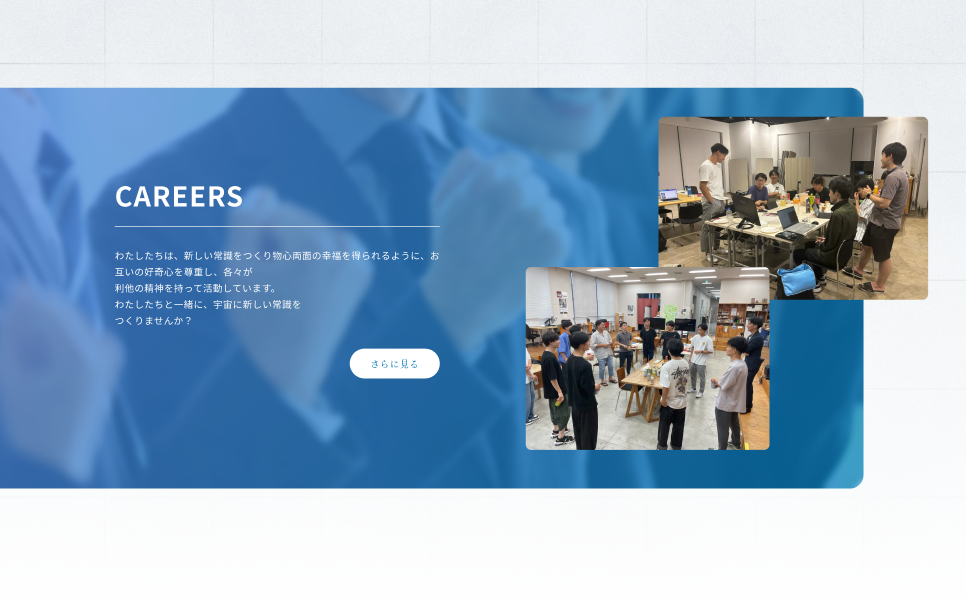 CAREERS
わたしたちは、新しい常識をつくり物心両面の幸福を得られるように、お
互いの好奇心を尊重し、各々が
利他の精神を持って活動しています。
わたしたちと一緒に、宇宙に新しい常識を
つくりませんか？
さらに見る